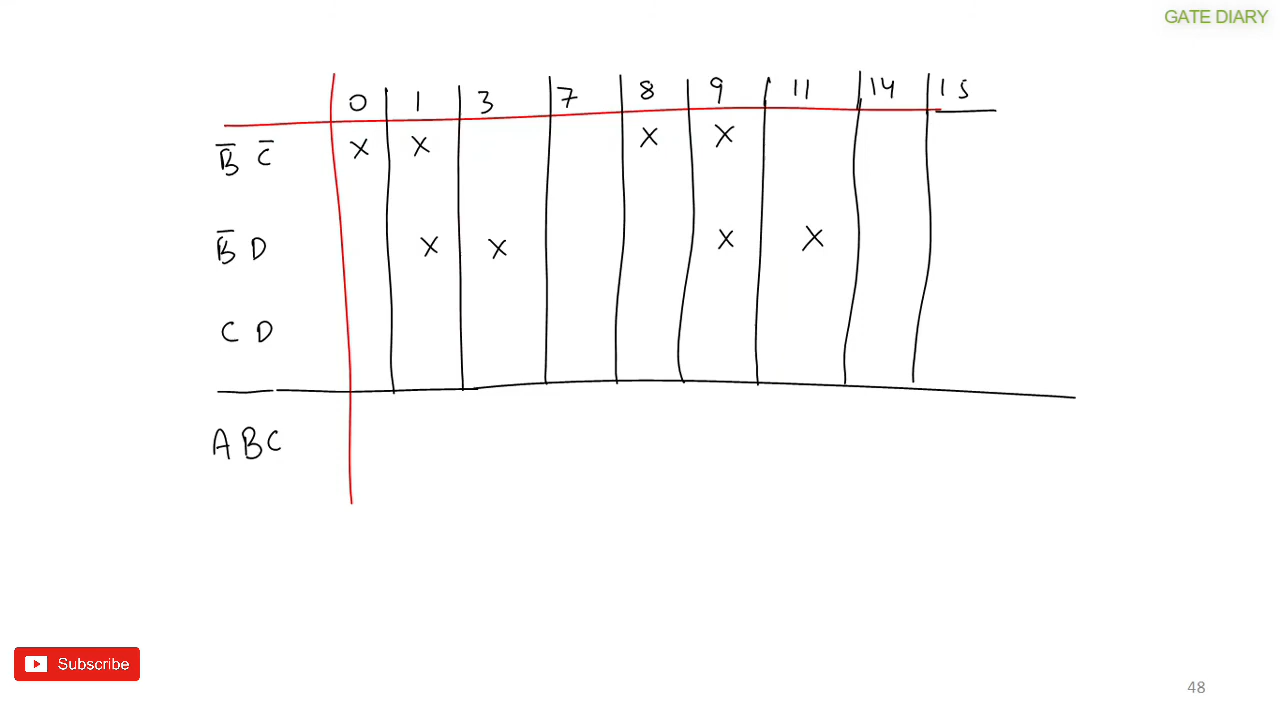 GATE DIARY
0 1 3 7 8 9 11 14 15
B̅ C̅ X X X X
B̅ D X X X X
C D
A B C
Subscribe
48